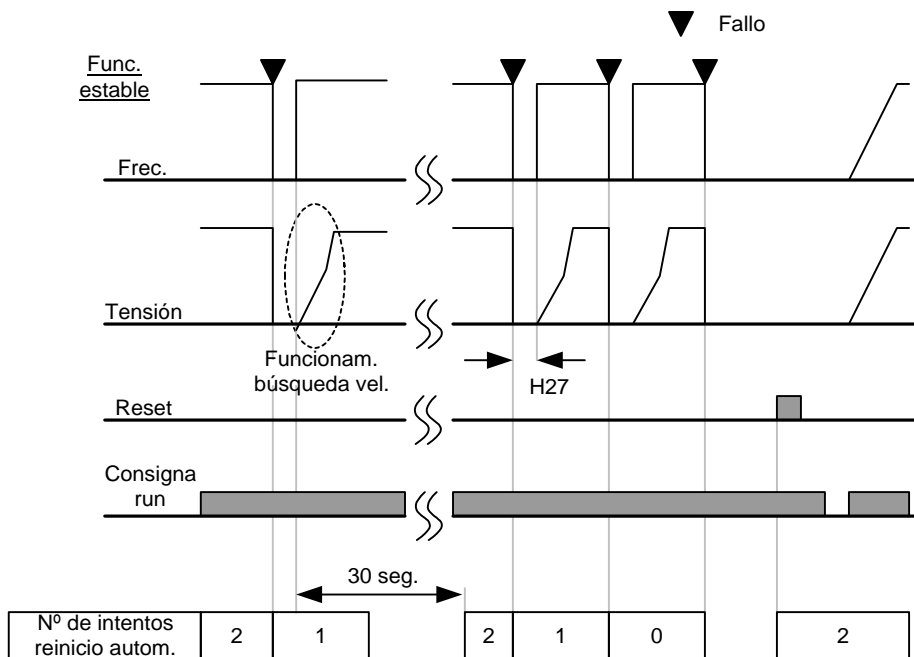 Fallo
Func.
estable
Frec.
Tensión
Funcionam.
búsqueda vel.
H27
Reset
Consigna
run
30 seg.
Nº de intentos
reinicio autom.
2
1
2
1
0
2